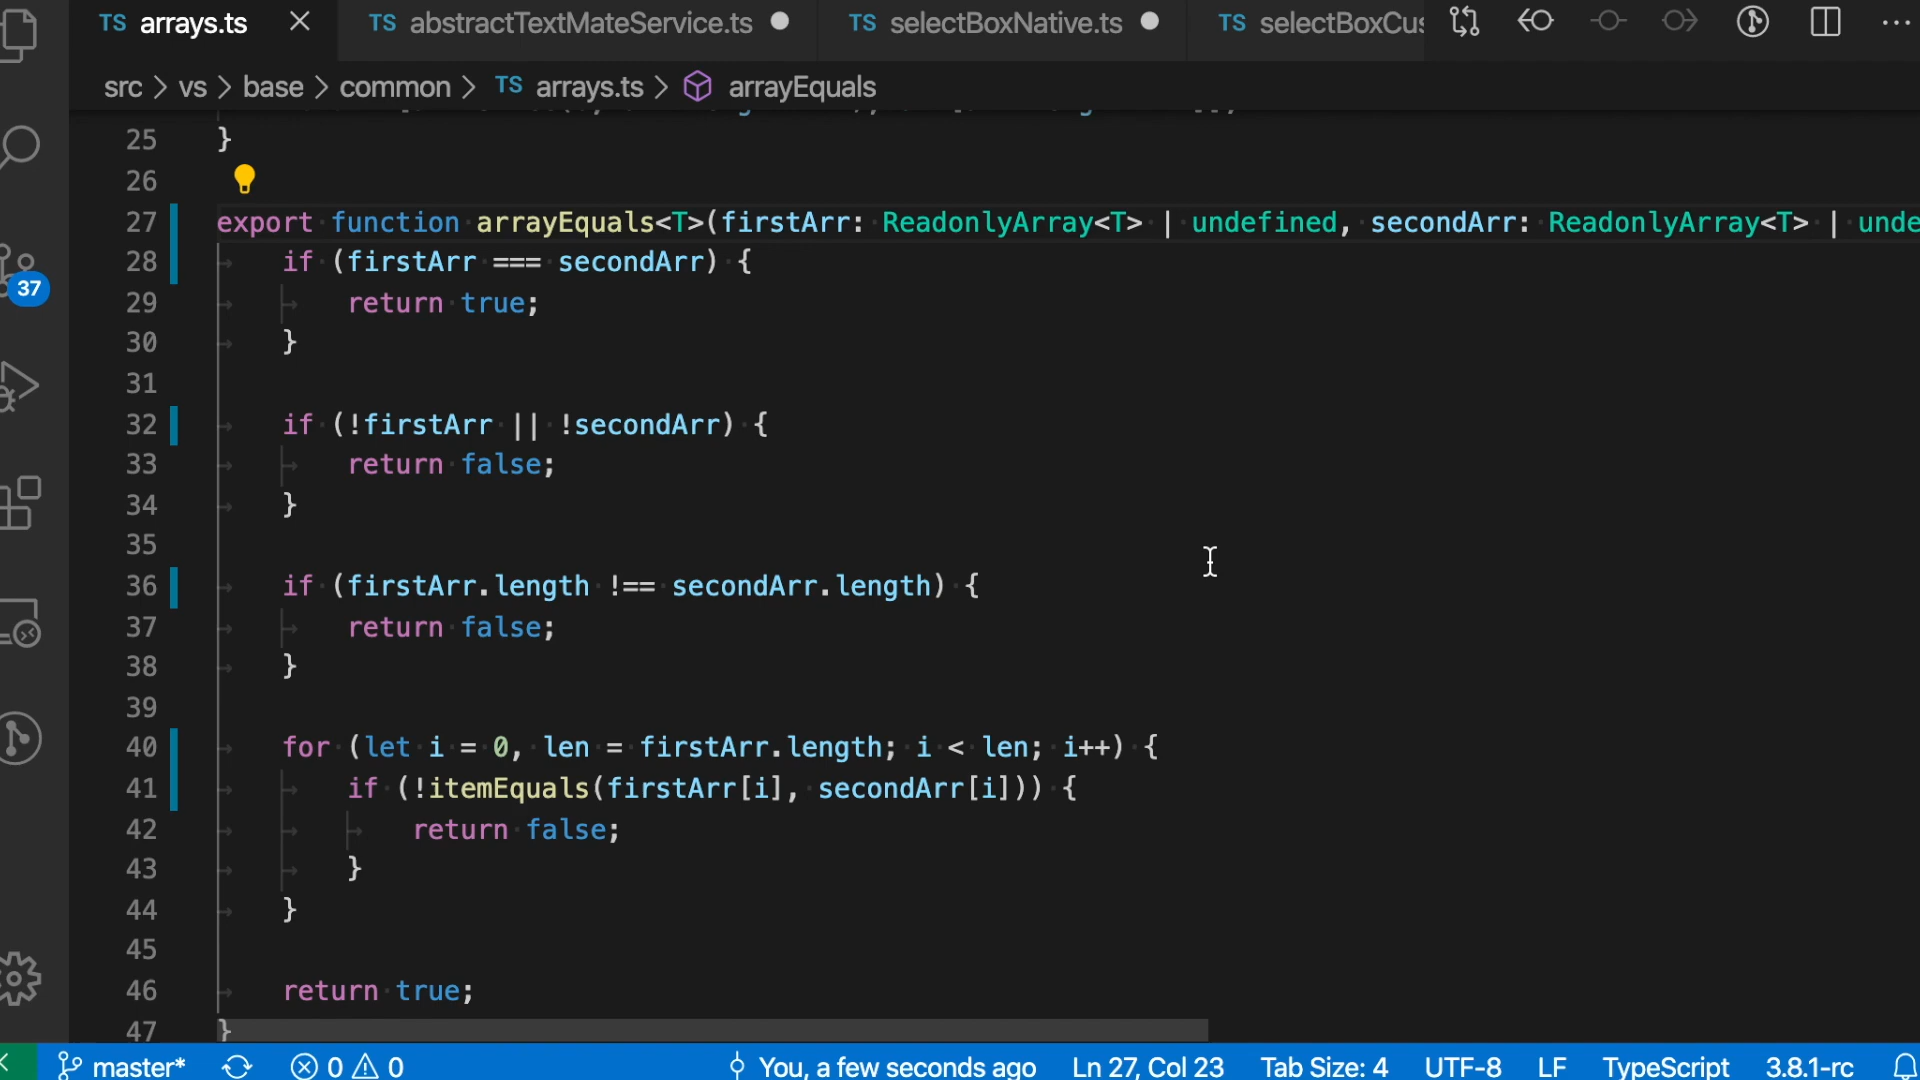 TS arrays.ts TS abstractTextMateService.ts TS selectBoxNative.ts TS selectBoxCus
src > vs > base > common > TS arrays.ts > arrayEquals
25 }
26
27 export function arrayEquals<T>(firstArr: ReadonlyArray<T> | undefined, secondArr: ReadonlyArray<T> | unde
28 if (firstArr === secondArr) {
29 return true;
30 }
31
32 if (!firstArr || !secondArr) {
33 return false;
34 }
35
36 if (firstArr.length !== secondArr.length) {
37 return false;
38 }
39
40 for (let i = 0, len = firstArr.length; i < len; i++) {
41 if (!itemEquals(firstArr[i], secondArr[i])) {
42 return false;
43 }
44 }
45
46 return true;
47 }
37
master* 0 0 You, a few seconds ago Ln 27, Col 23 Tab Size: 4 UTF-8 LF TypeScript 3.8.1-rc